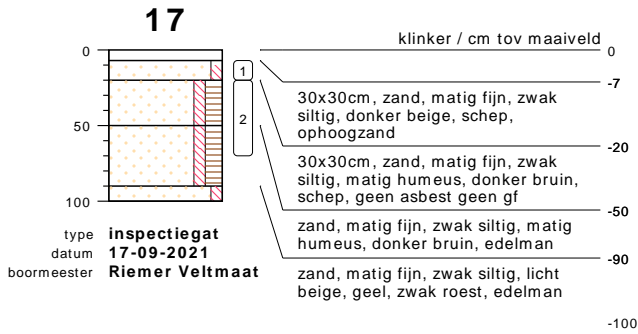 17
klinker / cm tov maaiveld
0
0
1
-7
30x30cm, zand, matig fijn, zwak
siltig, donker beige, schep,
ophoogzand
2
50
-20
30x30cm, zand, matig fijn, zwak
siltig, matig humeus, donker bruin,
schep, geen asbest geen gf
-50
100
zand, matig fijn, zwak siltig, matig
humeus, donker bruin, edelman
-90
zand, matig fijn, zwak siltig, licht
beige, geel, zwak roest, edelman
-100
type inspectiegat
datum 17-09-2021
boormeester Riemer Veltmaat